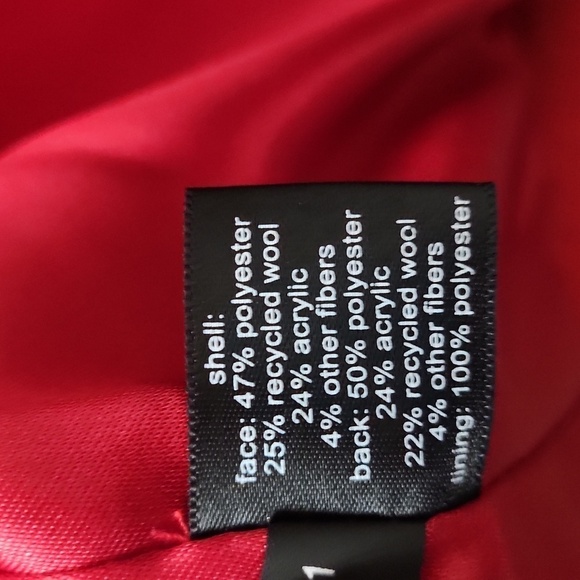 shell:
face: 47% polyester
25% recycled wool
24% acrylic
4% other fibers
back: 50% polyester
24% acrylic
22% recycled wool
4% other fibers
lining: 100% polyester
1